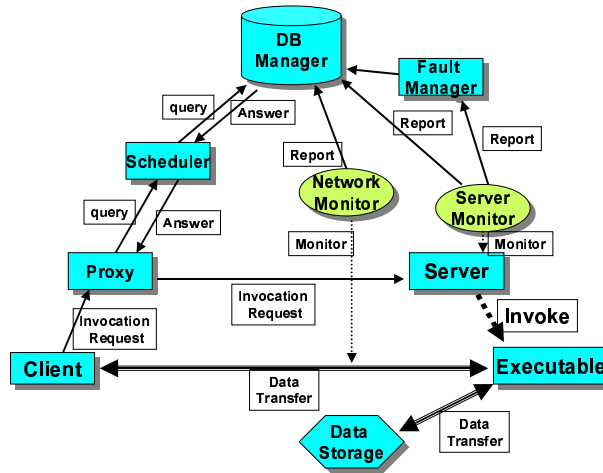 DB
Manager
Fault
Manager
query
Answer
Report
Report
Report
Scheduler
Network
Monitor
Server
Monitor
query
Answer
Monitor
Monitor
Proxy
Server
Invocation
Request
Invocation
Request
Invoke
Client
Executable
Data
Transfer
Data
Storage
Data
Transfer